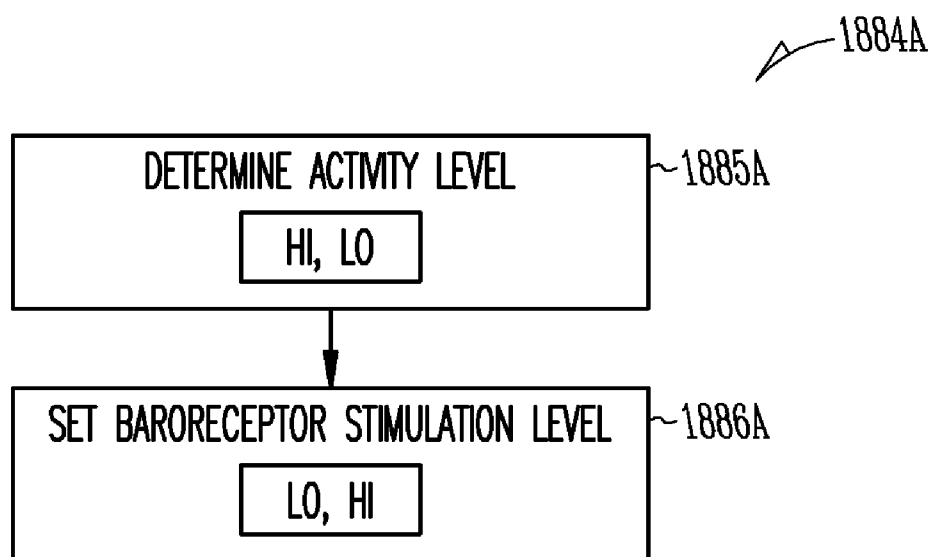 1884A
DETERMINE ACTIVITY LEVEL
1885A
HI, LO
SET BARORECEPTOR STIMULATION LEVEL
1886A
LO, HI